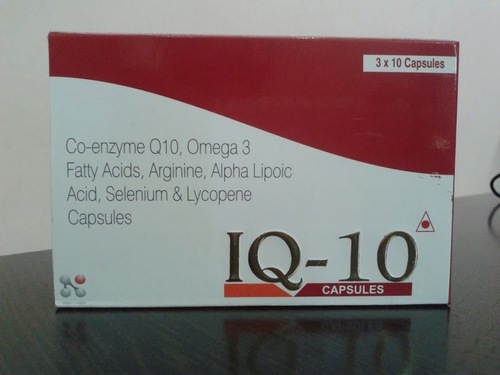 3 x 10 Capsules
Co-enzyme Q10, Omega 3
Fatty Acids, Arginine, Alpha Lipoic
Acid, Selenium & Lycopene
Capsules
IQ-10
CAPSULES